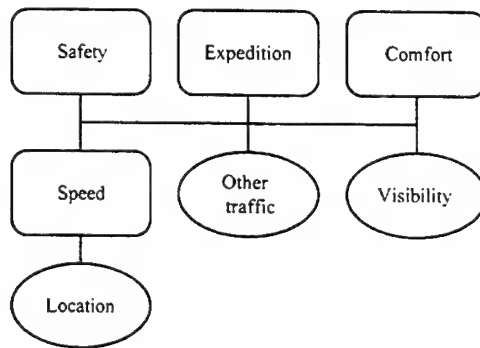 Safety
Expedition
Comfort
Speed
Other
traffic
Visibility
Location